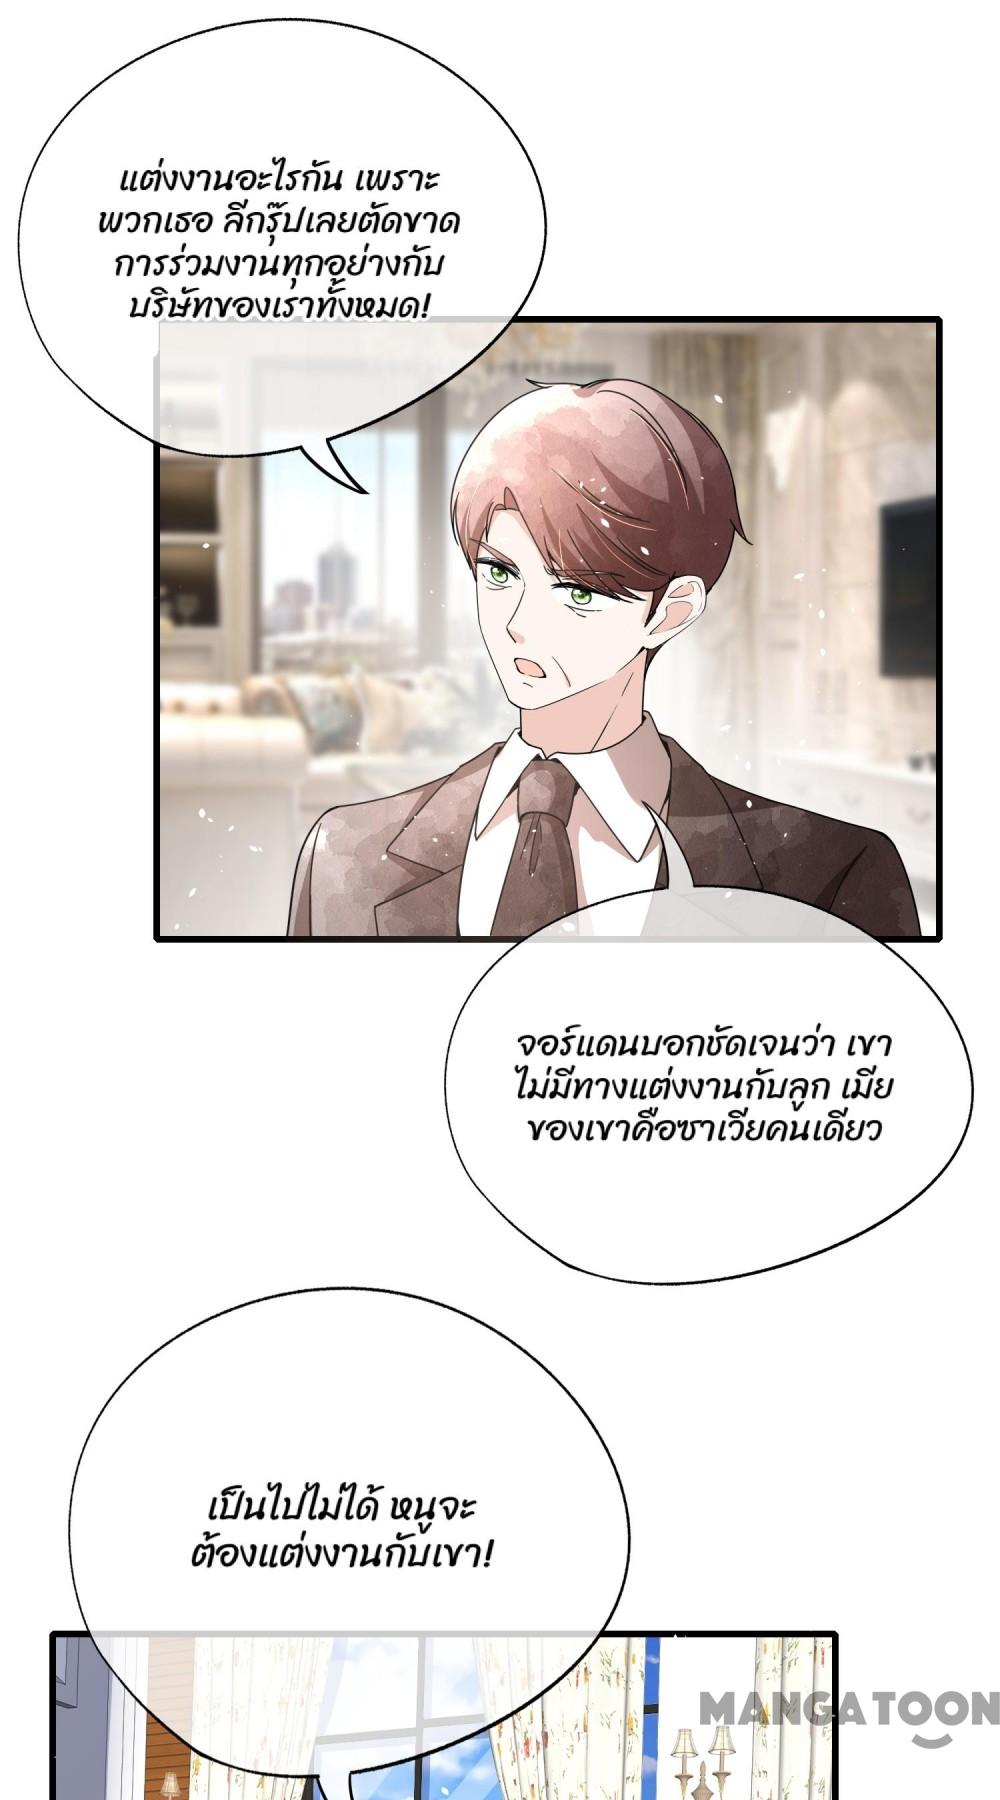 แต่งงานอะไรกัน เพราะ
พวกเธอ ลีกรุ๊ปเลยตัดขาด
การร่วมงานทุกอย่างกับ
บริษัทของเราทั้งหมด!
จอร์แดนบอกชัดเจนว่า เขา
ไม่มีทางแต่งงานกับลูก เมีย
ของเขาคือซาเวียคนเดียว
เป็นไปไม่ได้ หนูจะ
ต้องแต่งงานกับเขา!
MANGATOON